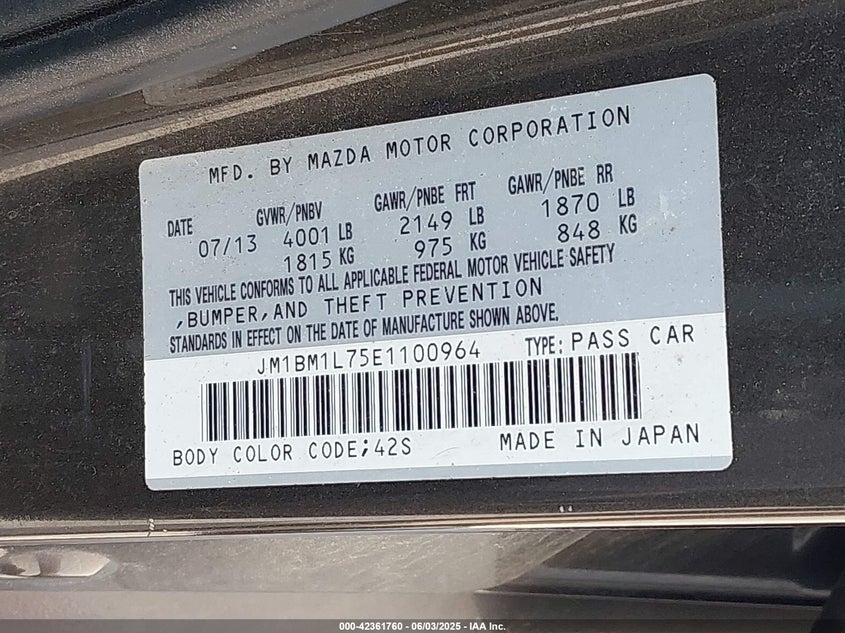 MFD. BY MAZDA MOTOR CORPORATION
DATE GVWR/PNBV GAWR/PNBE FRT GAWR/PNBE RR
07/13 4001 LB 2149 LB 1870 LB
1815 KG 975 KG 848 KG
THIS VEHICLE CONFORMS TO ALL APPLICABLE FEDERAL MOTOR VEHICLE SAFETY
,BUMPER,AND THEFT PREVENTION
STANDARDS IN EFFECT ON THE DATE OF MANUFACTURE SHOWN ABOVE.
JM1BM1L75E1100964 TYPE: PASS CAR
BODY COLOR CODE;42S MADE IN JAPAN
000-42361760 - 06/03/2025 - IAA Inc.